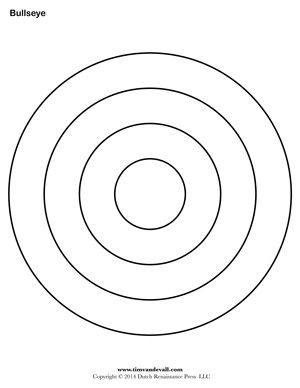 Bullseye
www.timvandevall.com
Copyright © 2014 Dutch Renaissance Press LLC